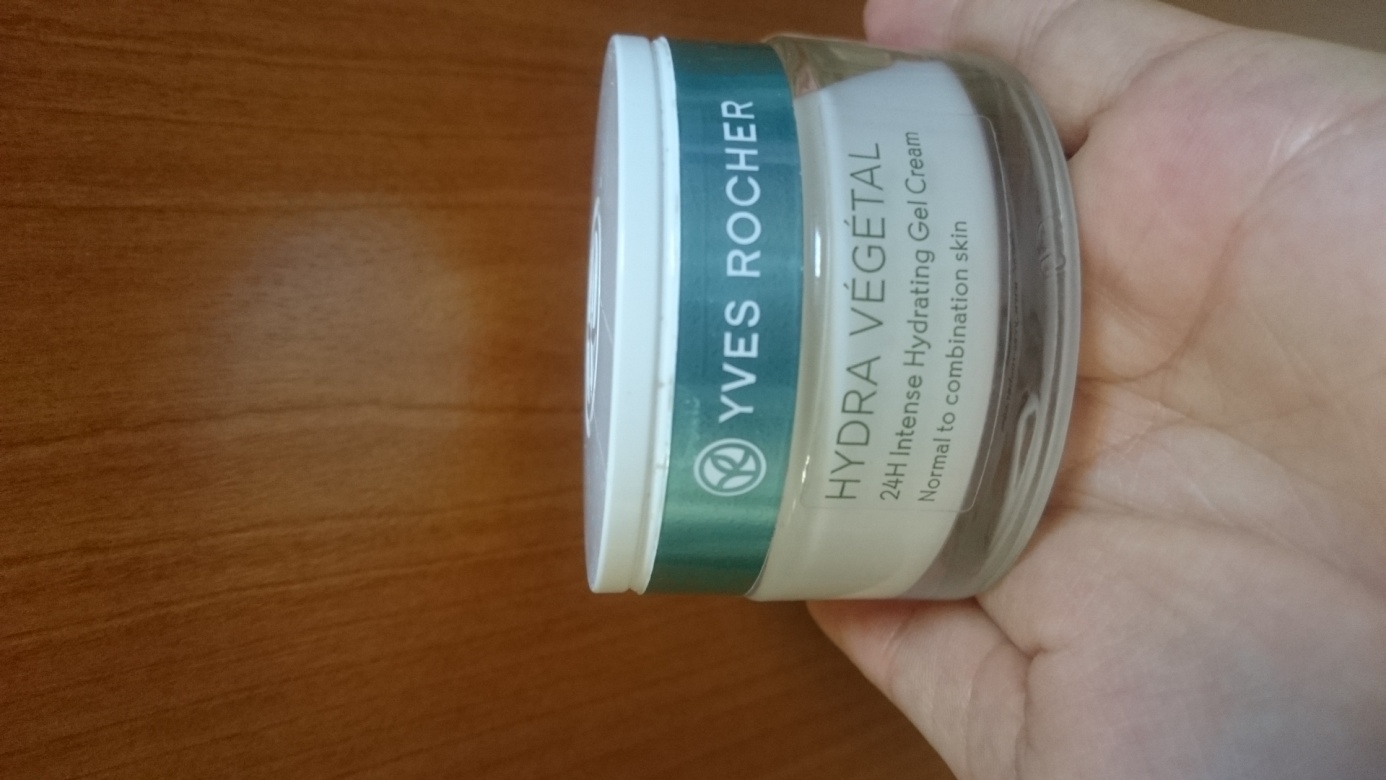 YVES ROCHER
HYDRA VÉGÉTAL
24H Intense Hydrating Gel Cream
Normal to combination skin